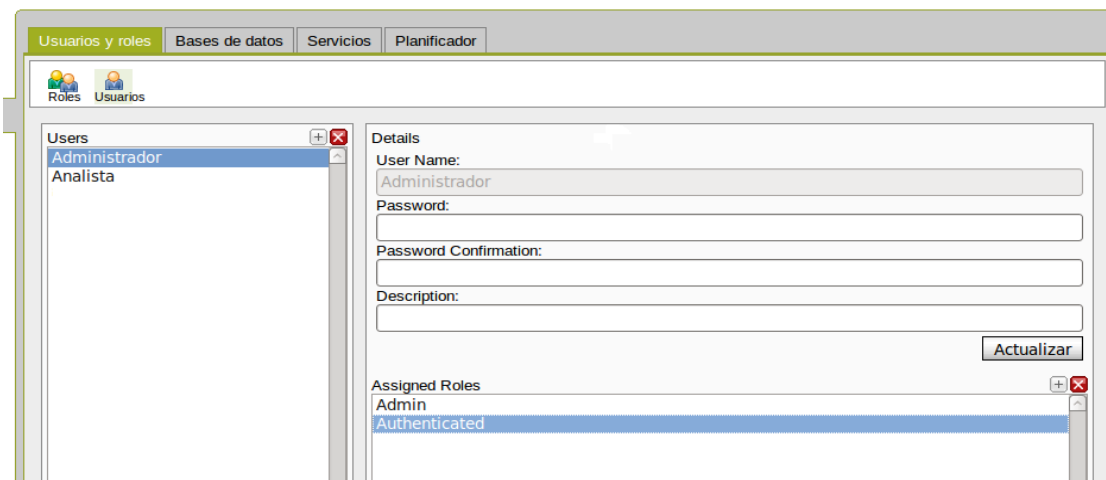 Usuarios y roles Bases de datos Servicios Planificador
Roles Usuarios
Users
Administrador
Analista
Details
User Name:
Administrador
Password:
Password Confirmation:
Description:
Actualizar
Assigned Roles
Admin
Authenticated